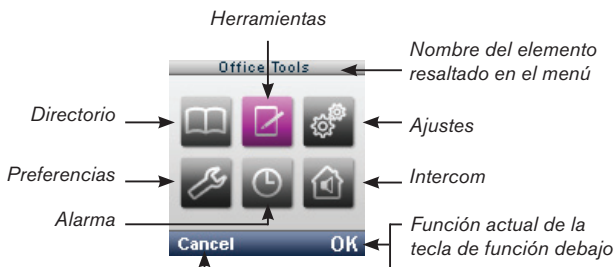 Herramientas
Office Tools
Nombre del elemento
resaltado en el menú
Directorio
Ajustes
Preferencias
Intercom
Alarma
Función actual de la
tecla de función debajo
Cancel
OK